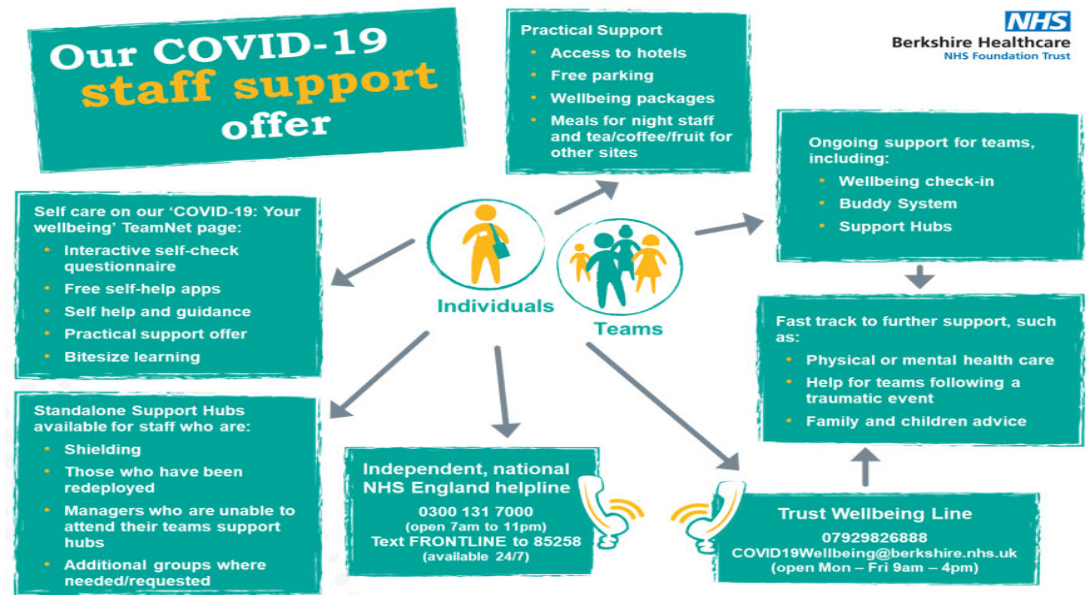 Our COVID-19
staff support
offer
Practical Support
• Access to hotels
• Free parking
• Wellbeing packages
• Meals for night staff
and tea/coffee/fruit for
other sites
NHS
Berkshire Healthcare
NHS Foundation Trust
Ongoing support for teams,
including:
• Wellbeing check-in
• Buddy System
• Support Hubs
Self care on our ‘COVID-19: Your
wellbeing’ TeamNet page:
• Interactive self-check
questionnaire
• Free self-help apps
• Self help and guidance
• Practical support offer
• Bitesize learning
Individuals
Teams
Fast track to further support, such
as:
• Physical or mental health care
• Help for teams following a
traumatic event
• Family and children advice
Standalone Support Hubs
available for staff who are:
• Shielding
• Those who have been
redeployed
• Managers who are unable to
attend their teams support
hubs
• Additional groups where
needed/requested
Independent, national
NHS England helpline
0300 131 7000
(open 7am to 11pm)
Text FRONTLINE to 85258
(available 24/7)
Trust Wellbeing Line
07929826888
COVID19Wellbeing@berkshire.nhs.uk
(open Mon – Fri 9am – 4pm)